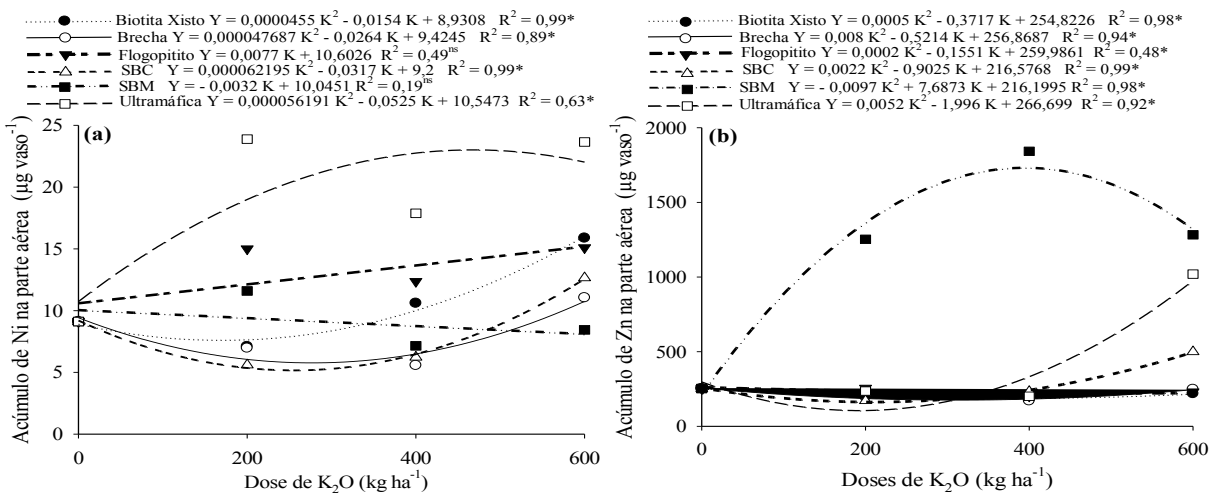 Biotita Xisto Y = 0,0000455 K² - 0,0154 K + 8,9308 R² = 0,99*
Brecha Y = 0,000047687 K² - 0,0264 K + 9,4245 R² = 0,89*
Flogopitito Y = 0,0077 K + 10,6026 R² = 0,49ⁿˢ
SBC Y = 0,000062195 K² - 0,0317 K + 9,2 R² = 0,99*
SBM Y = - 0,0032 K + 10,0451 R² = 0,19ⁿˢ
Ultramáfica Y = 0,000056191 K² - 0,0525 K + 10,5473 R² = 0,63*
(a)
Acúmulo de Ni na parte aérea (µg vaso⁻¹)
25
20
15
10
5
0
0 200 400 600
Dose de K₂O (kg ha⁻¹)
Biotita Xisto Y = 0,0005 K² - 0,3717 K + 254,8226 R² = 0,98*
Brecha Y = 0,008 K² - 0,5214 K + 256,8687 R² = 0,94*
Flogopitito Y = 0,0002 K² - 0,1551 K + 259,9861 R² = 0,48*
SBC Y = 0,0022 K² - 0,9025 K + 216,5768 R² = 0,99*
SBM Y = -0,0097 K² + 7,6873 K + 216,1995 R² = 0,98*
Ultramáfica Y = 0,0052 K² - 1,996 K + 266,699 R² = 0,92*
(b)
Acúmulo de Zn na parte aérea (µg vaso⁻¹)
2000
1500
1000
500
0
0 200 400 600
Doses de K₂O (kg ha⁻¹)